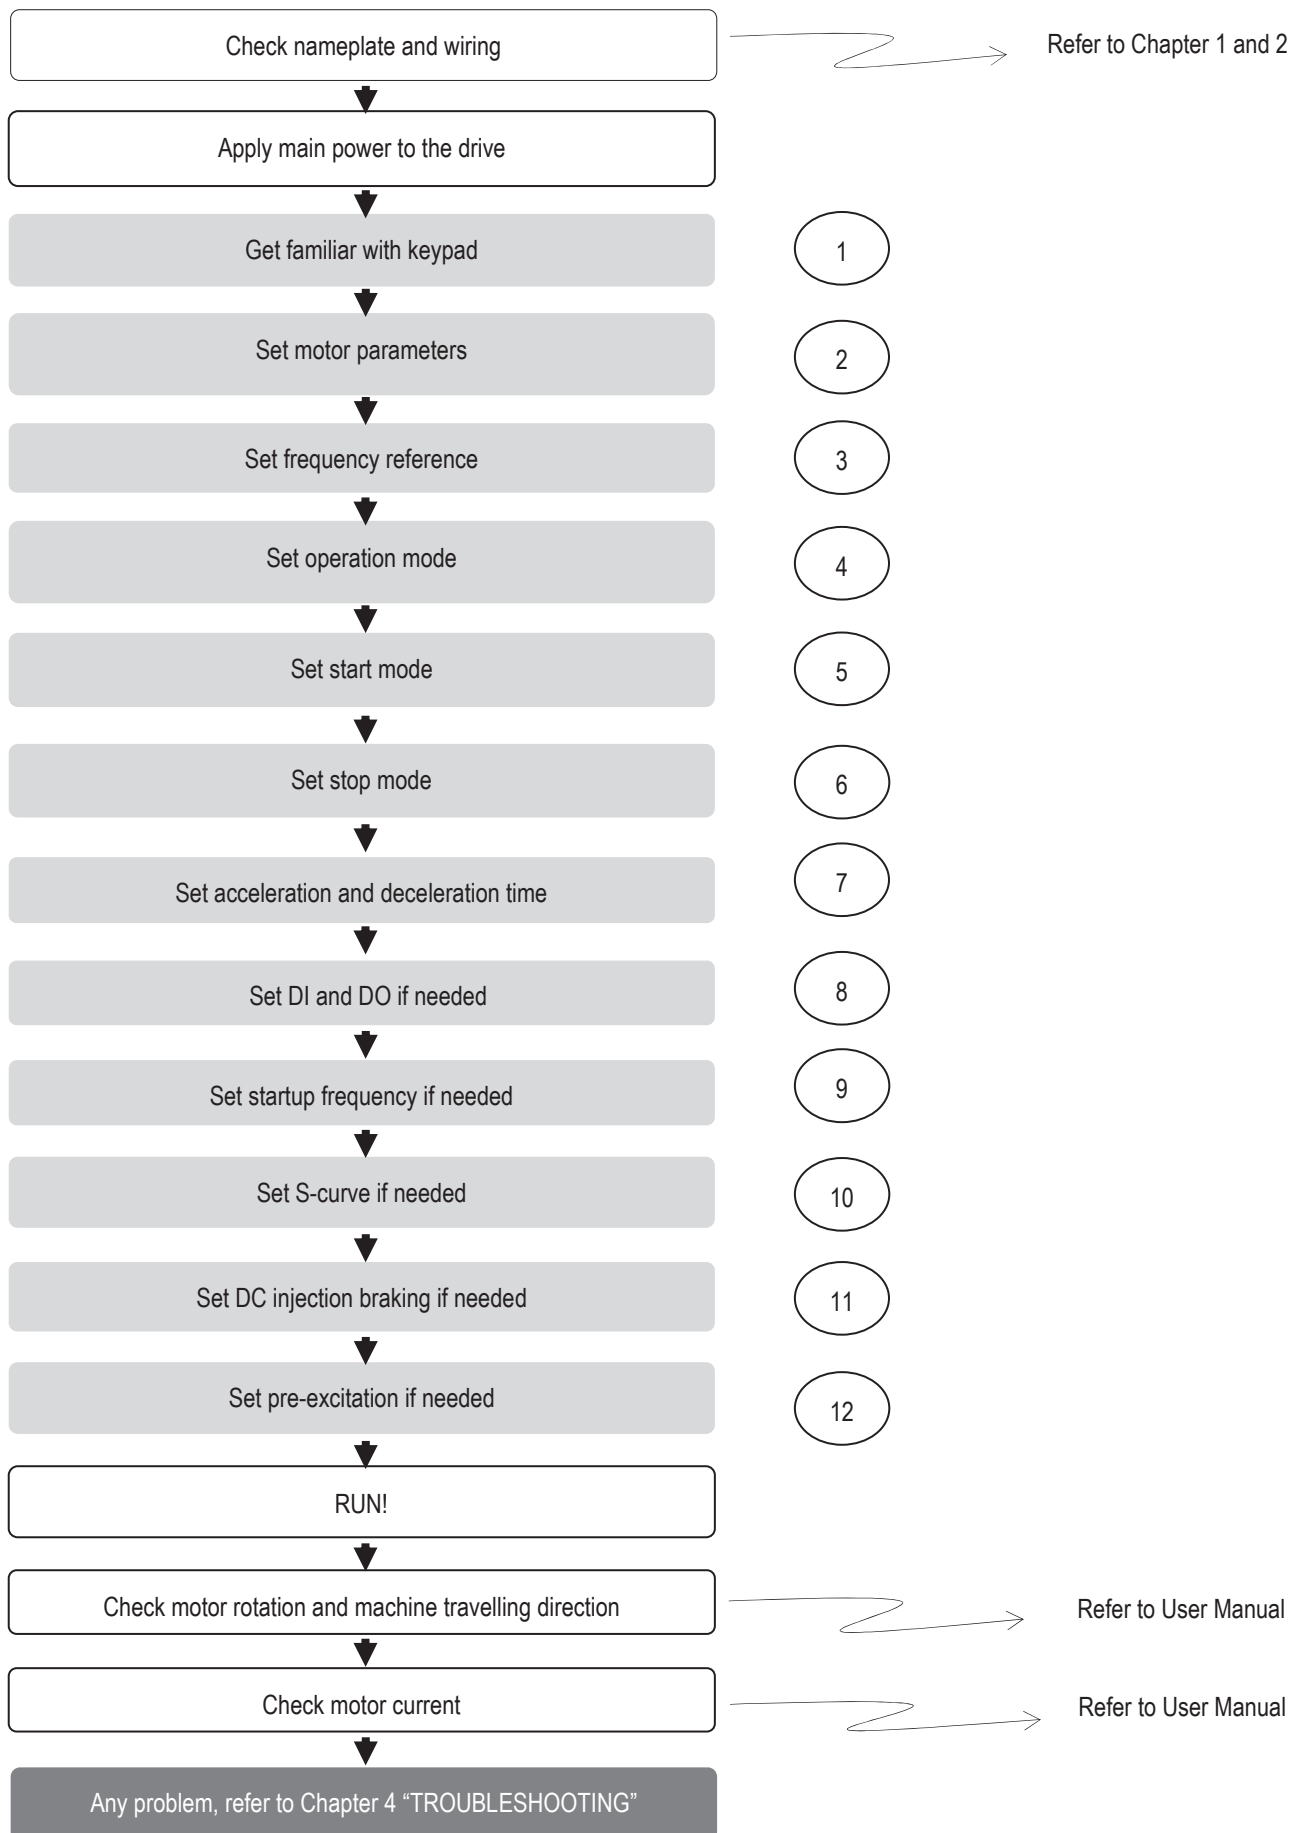 Check nameplate and wiring
Refer to Chapter 1 and 2
Apply main power to the drive
Get familiar with keypad
1
Set motor parameters
2
Set frequency reference
3
Set operation mode
4
Set start mode
5
Set stop mode
6
Set acceleration and deceleration time
7
Set DI and DO if needed
8
Set startup frequency if needed
9
Set S-curve if needed
10
Set DC injection braking if needed
11
Set pre-excitation if needed
12
RUN!
Check motor rotation and machine travelling direction
Refer to User Manual
Check motor current
Refer to User Manual
Any problem, refer to Chapter 4 “TROUBLESHOOTING”